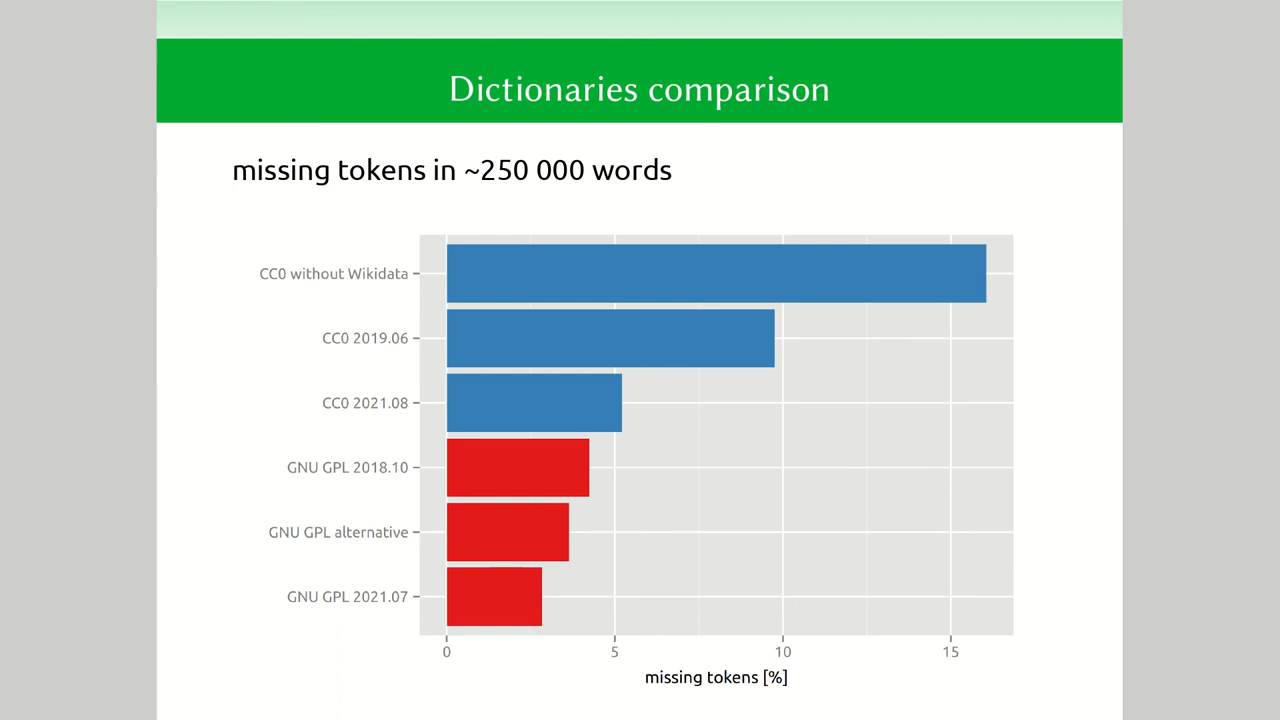 Dictionaries comparison
missing tokens in ~250 000 words
CC0 without Wikidata
CC0 2019.06
CC0 2021.08
GNU GPL 2018.10
GNU GPL alternative
GNU GPL 2021.07
0 5 10 15
missing tokens [%]